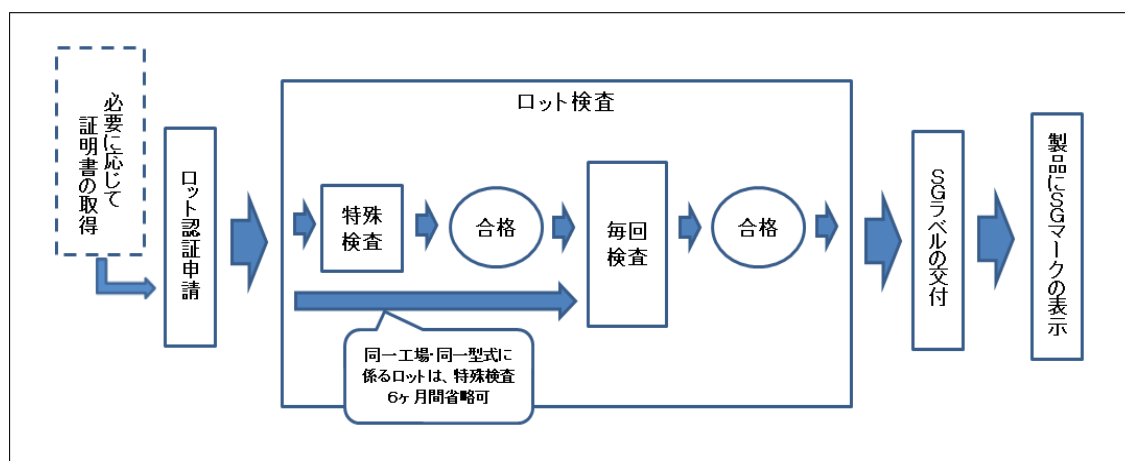 必要に応じて
証明書の取得
ロット認証申請
ロット検査
特殊
検査
合格
毎回
検査
合格
同一工場・同一型式に
係るロットは、特殊検査
6ヶ月間省略可
SGラベルの交付
製品にSGマークの表示